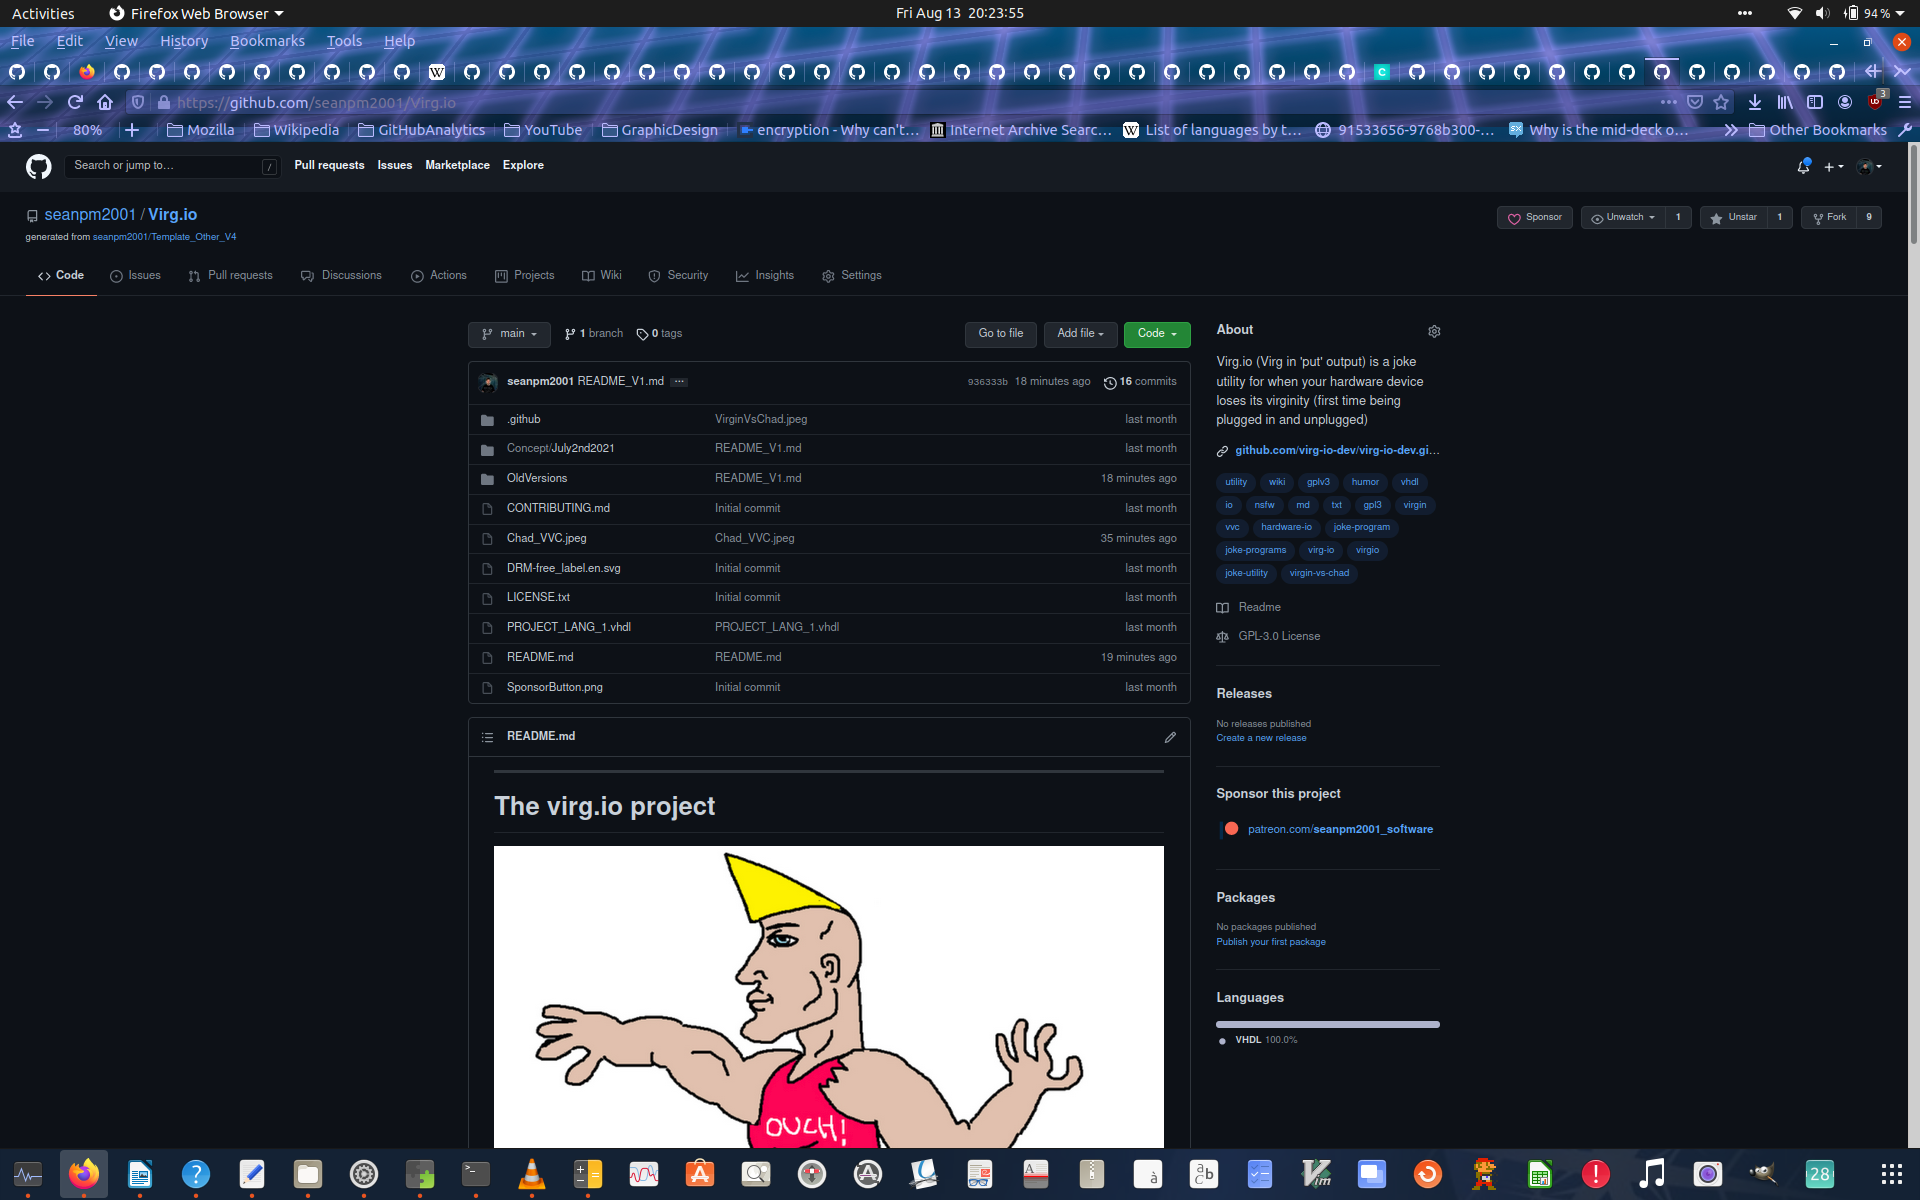 Activities Firefox Web Browser Fri Aug 13 20:23:55 94 %
File Edit View History Bookmarks Tools Help
https://github.com/seanpm2001/Virg.io 3
80% Mozilla Wikipedia GitHubAnalytics YouTube GraphicDesign encryption - Why can't… Internet Archive Searc… List of languages by t… 91533656-9768b300-… Why is the mid-deck o… Other Bookmarks
Search or jump to… / Pull requests Issues Marketplace Explore
seanpm2001 / Virg.io Sponsor Unwatch 1 Unstar 1 Fork 9
generated from seanpm2001/Template_Other_V4
Code Issues Pull requests Discussions Actions Projects Wiki Security Insights Settings
main 1 branch 0 tags Go to file Add file Code
seanpm2001 README_V1.md ... 936333b 18 minutes ago 16 commits
.github VirginVsChad.jpeg last month
Concept/July2nd2021 README_V1.md last month
OldVersions README_V1.md 18 minutes ago
CONTRIBUTING.md Initial commit last month
Chad_VVC.jpeg Chad_VVC.jpeg 35 minutes ago
DRM-free_label.en.svg Initial commit last month
LICENSE.txt Initial commit last month
PROJECT_LANG_1.vhdl PROJECT_LANG_1.vhdl last month
README.md README.md 19 minutes ago
SponsorButton.png Initial commit last month
README.md
The virg.io project
OUCH!
About
Virg.io (Virg in 'put' output) is a joke
utility for when your hardware device
loses its virginity (first time being
plugged in and unplugged)
github.com/virg-io-dev/virg-io-dev.gi…
utility wiki gplv3 humor vhdl
io nsfw md txt gpl3 virgin
vvc hardware-io joke-program
joke-programs virg-io virgio
joke-utility virgin-vs-chad
Readme
GPL-3.0 License
Releases
No releases published
Create a new release
Sponsor this project
patreon.com/seanpm2001_software
Packages
No packages published
Publish your first package
Languages
VHDL 100.0%
28